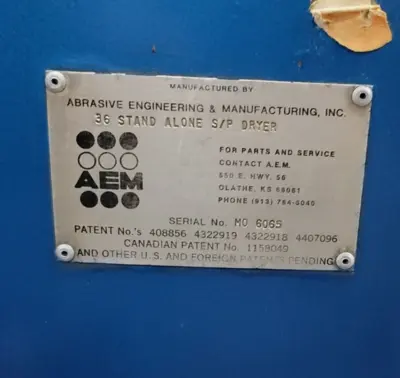 MANUFACTURED BY
ABRASIVE ENGINEERING & MANUFACTURING, INC.
36 STAND ALONE S/P DRYER
AEM
FOR PARTS AND SERVICE
CONTACT A.E.M.
550 E. HWY. 56
OLATHE, KS 66061
PHONE (913) 764-5040
SERIAL No. MO 6065
PATENT No.'s 408856 4322919 4322918 4407096
CANADIAN PATENT No. 1159049
AND OTHER U.S. AND FOREIGN PATENTS PENDING